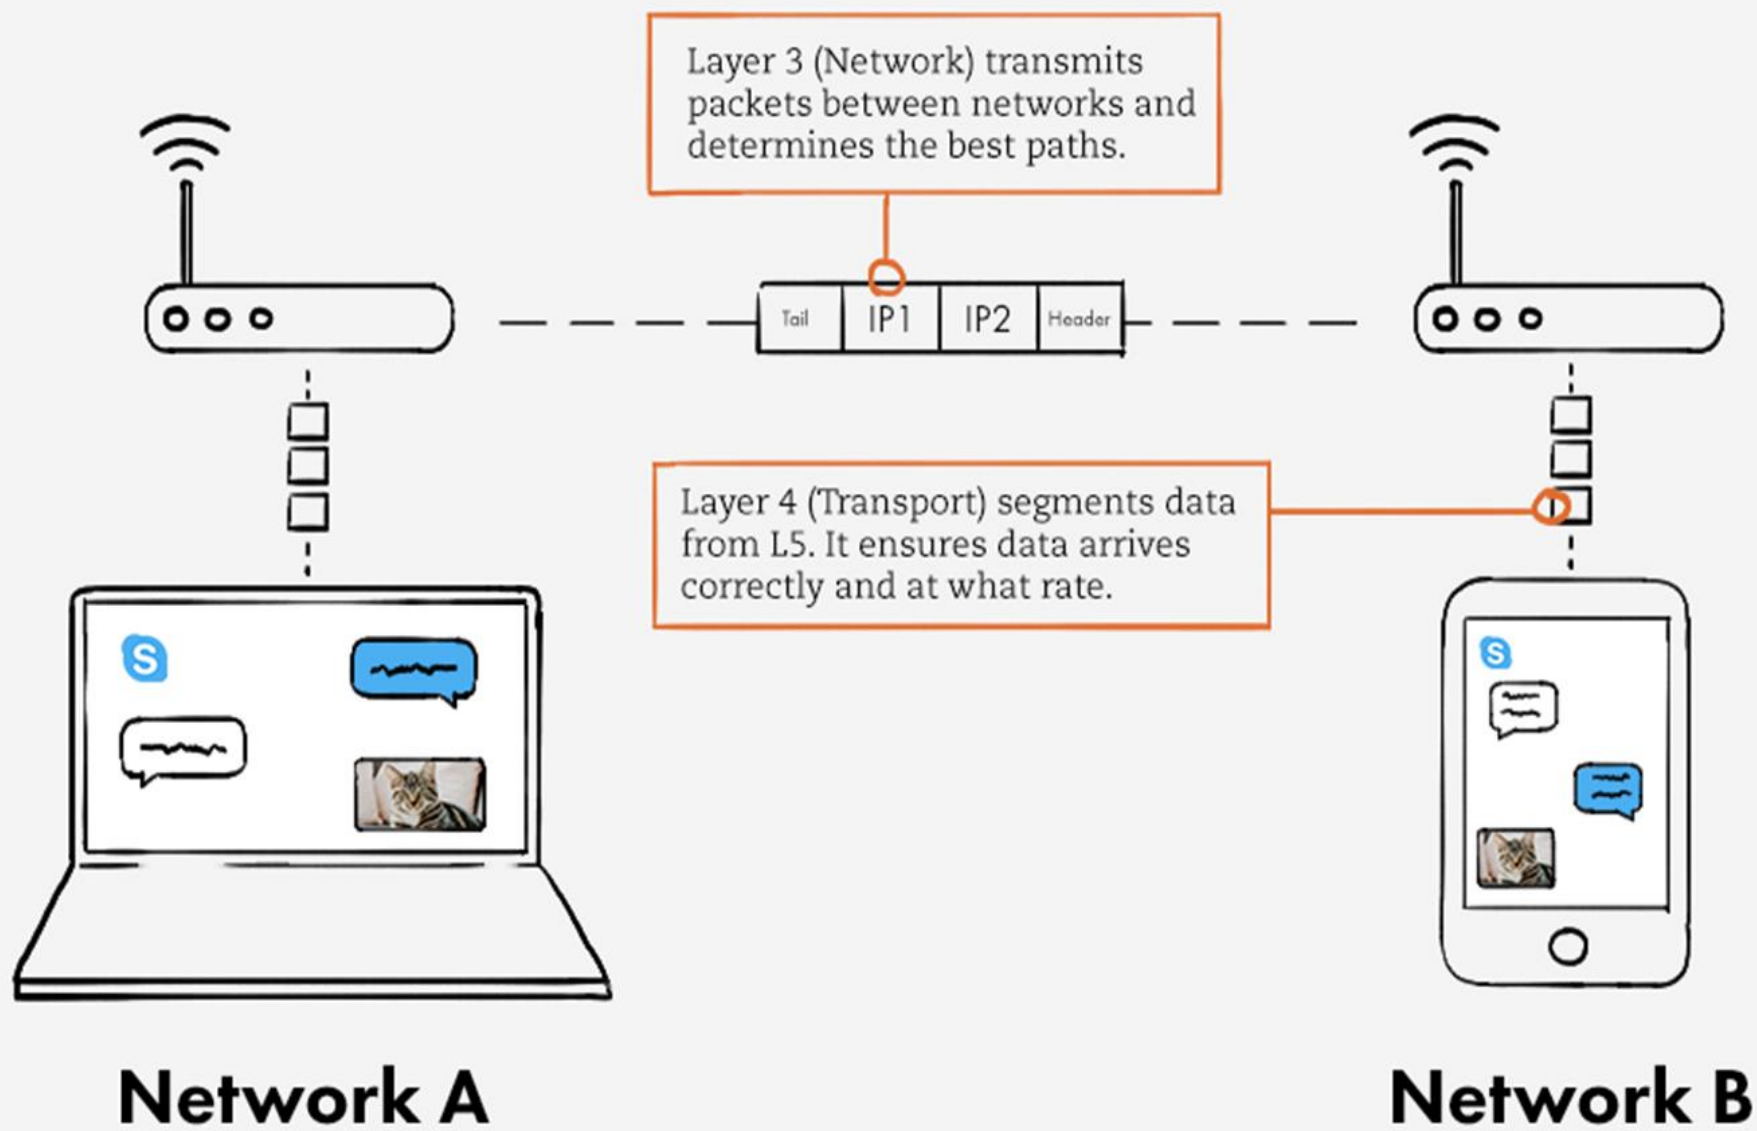 Layer 3 (Network) transmits
packets between networks and
determines the best paths.
Tail IP1 IP2 Header
Layer 4 (Transport) segments data
from L5. It ensures data arrives
correctly and at what rate.
S
S
Network A
Network B